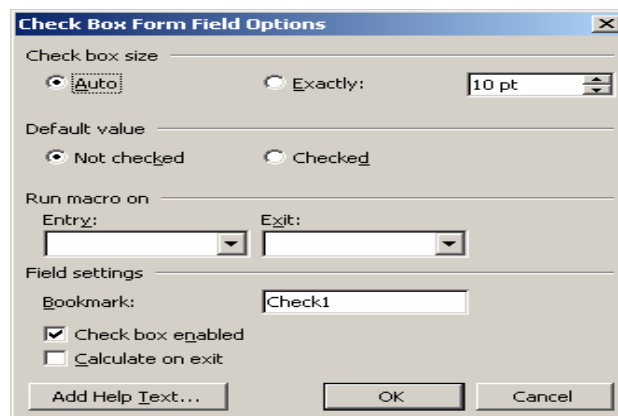 Check Box Form Field Options
Check box size
Auto Exactly: 10 pt
Default value
Not checked Checked
Run macro on
Entry: Exit:
Field settings
Bookmark: Check1
Check box enabled
Calculate on exit
Add Help Text... OK Cancel